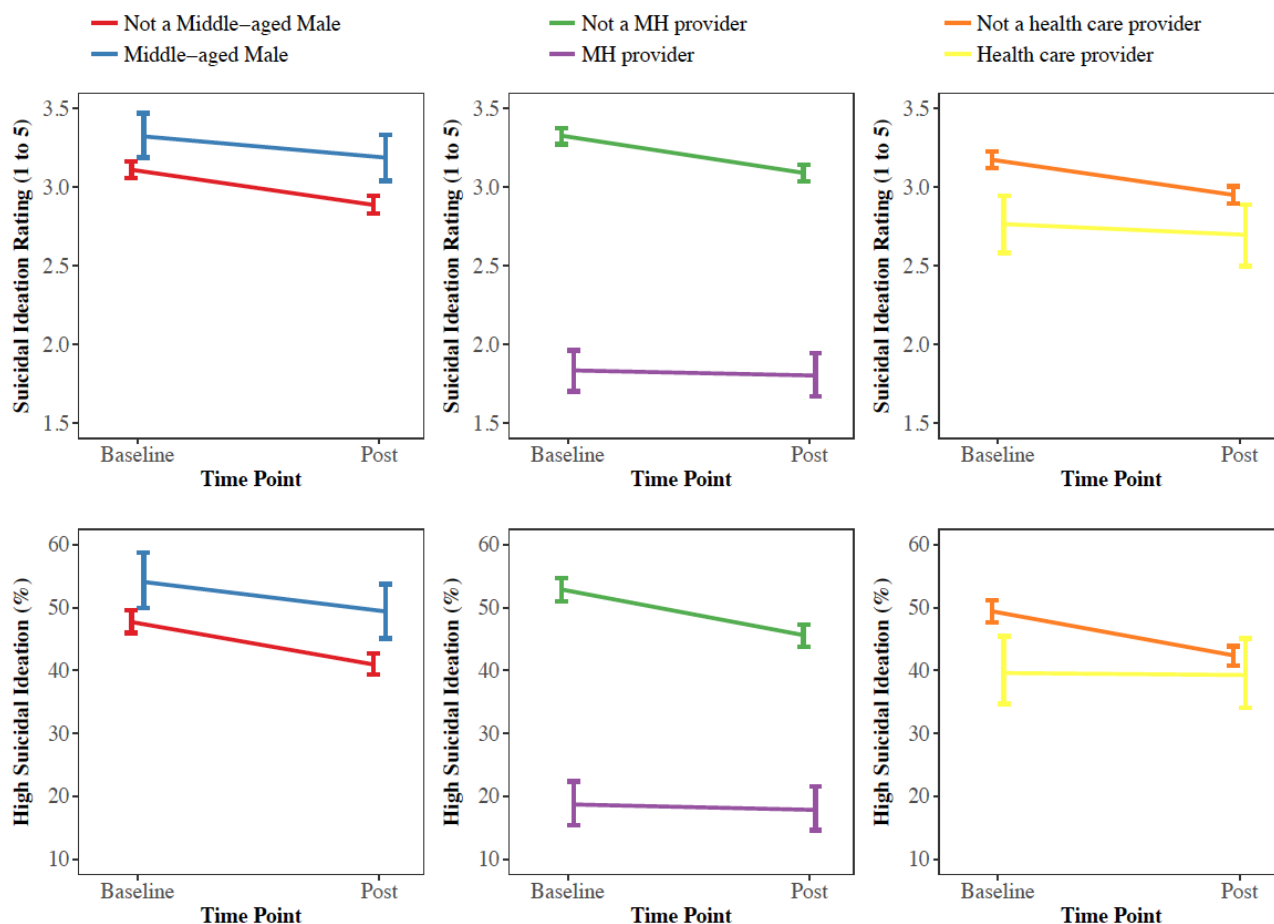 Not a Middle−aged Male
Middle−aged Male
Not a MH provider
MH provider
Not a health care provider
Health care provider
Suicidal Ideation Rating (1 to 5)
3.5
3.0
2.5
2.0
1.5
Baseline
Post
Time Point
Suicidal Ideation Rating (1 to 5)
3.5
3.0
2.5
2.0
1.5
Baseline
Post
Time Point
Suicidal Ideation Rating (1 to 5)
3.5
3.0
2.5
2.0
1.5
Baseline
Post
Time Point
High Suicidal Ideation (%)
60
50
40
30
20
10
Baseline
Post
Time Point
High Suicidal Ideation (%)
60
50
40
30
20
10
Baseline
Post
Time Point
High Suicidal Ideation (%)
60
50
40
30
20
10
Baseline
Post
Time Point